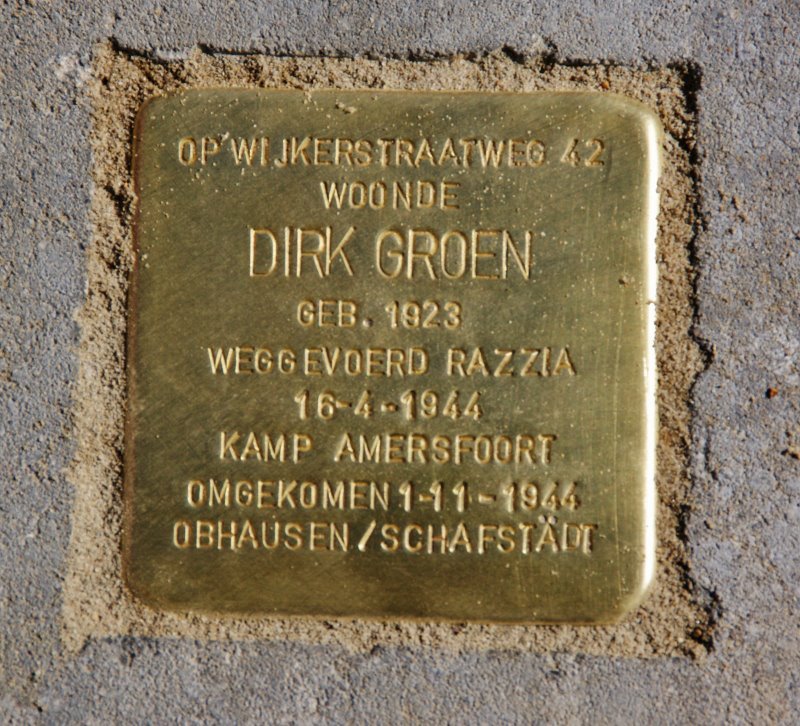 OP WIJKERSTRAATWEG 42
WOONDE
DIRK GROEN
GEB. 1923
WEGGEVOERD RAZZIA
16-4-1944
KAMP AMERSFOORT
OMGEKOMEN 1-11-1944
OBHAUSEN/SCHAFSTÄDT